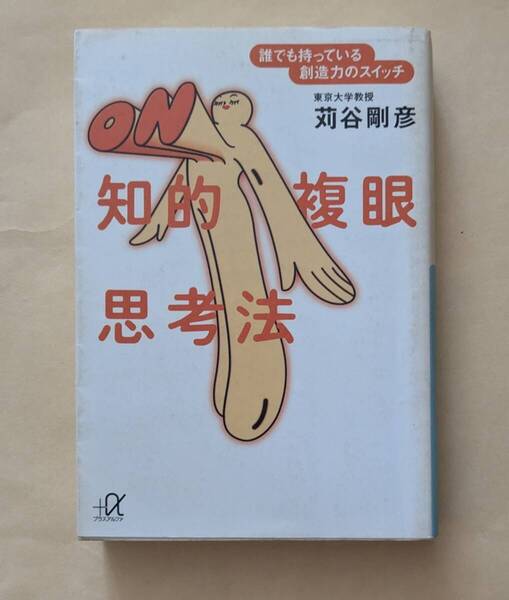 誰でも持っている
創造力のスイッチ
東京大学教授
苅谷剛彦
ON
知的 複眼
思考法
+α
プラスアルファ